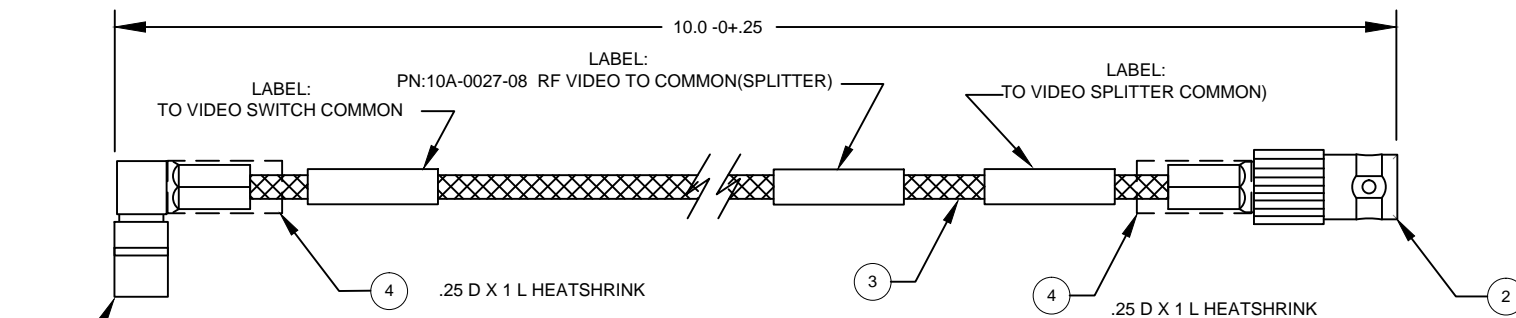 10.0 -0+.25
LABEL:
TO VIDEO SWITCH COMMON
LABEL:
PN:10A-0027-08 RF VIDEO TO COMMON(SPLITTER)
LABEL:
TO VIDEO SPLITTER COMMON)
4
.25 D X 1 L HEATSHRINK
3
4
.25 D X 1 L HEATSHRINK
2